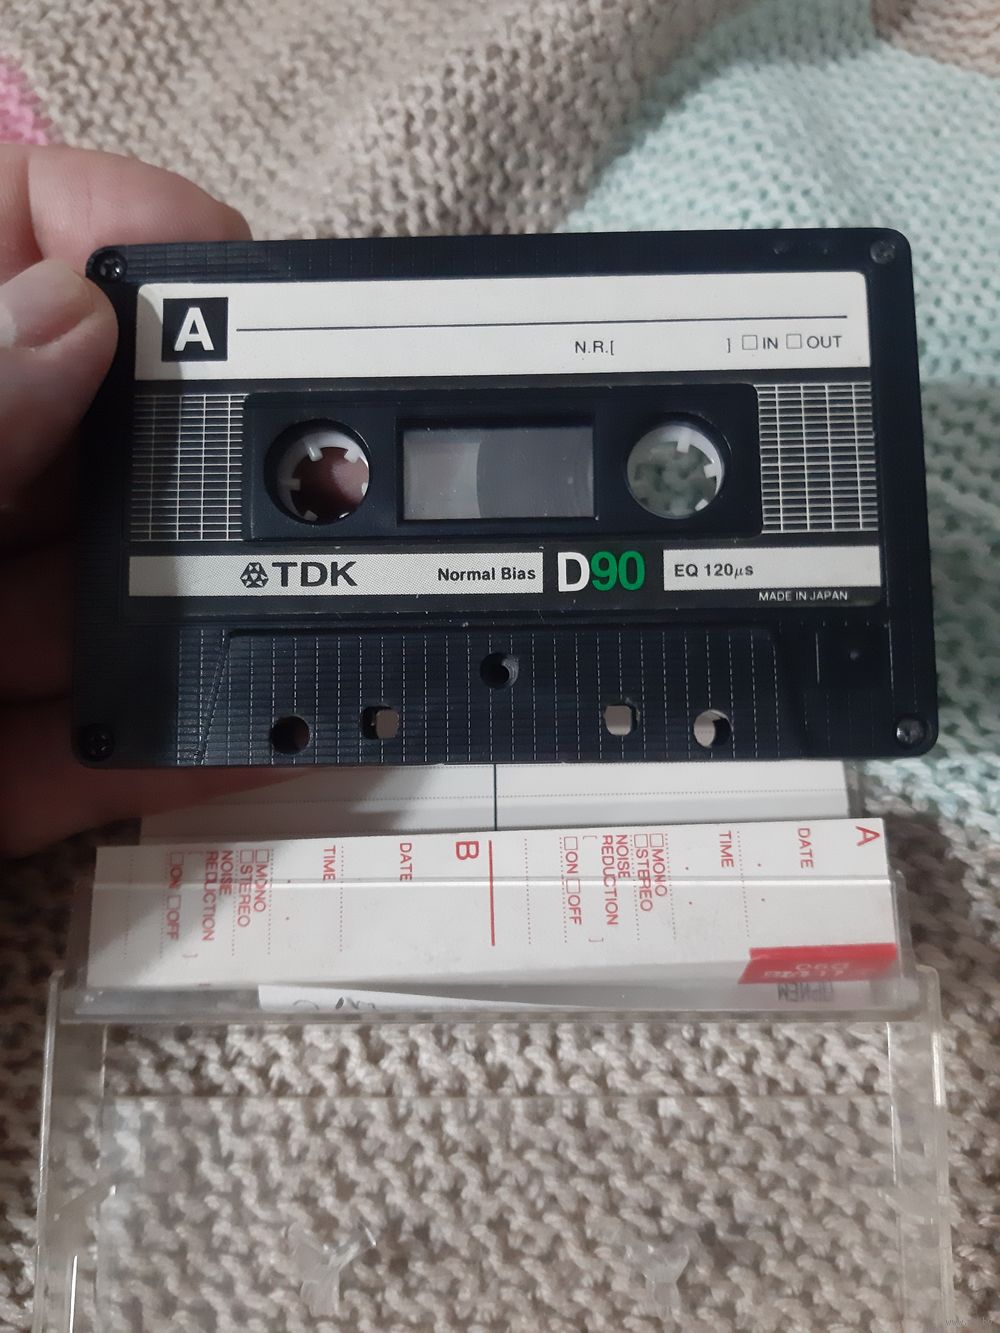 A
N.R.[ ] □IN □OUT
TDK Normal Bias D90 EQ 120μs
MADE IN JAPAN
A
DATE
TIME
□MONO
□STEREO
NOISE
REDUCTION
[ ]
□ON □OFF
B
DATE
TIME
□MONO
□STEREO
NOISE
REDUCTION
[ ]
□ON □OFF
D90